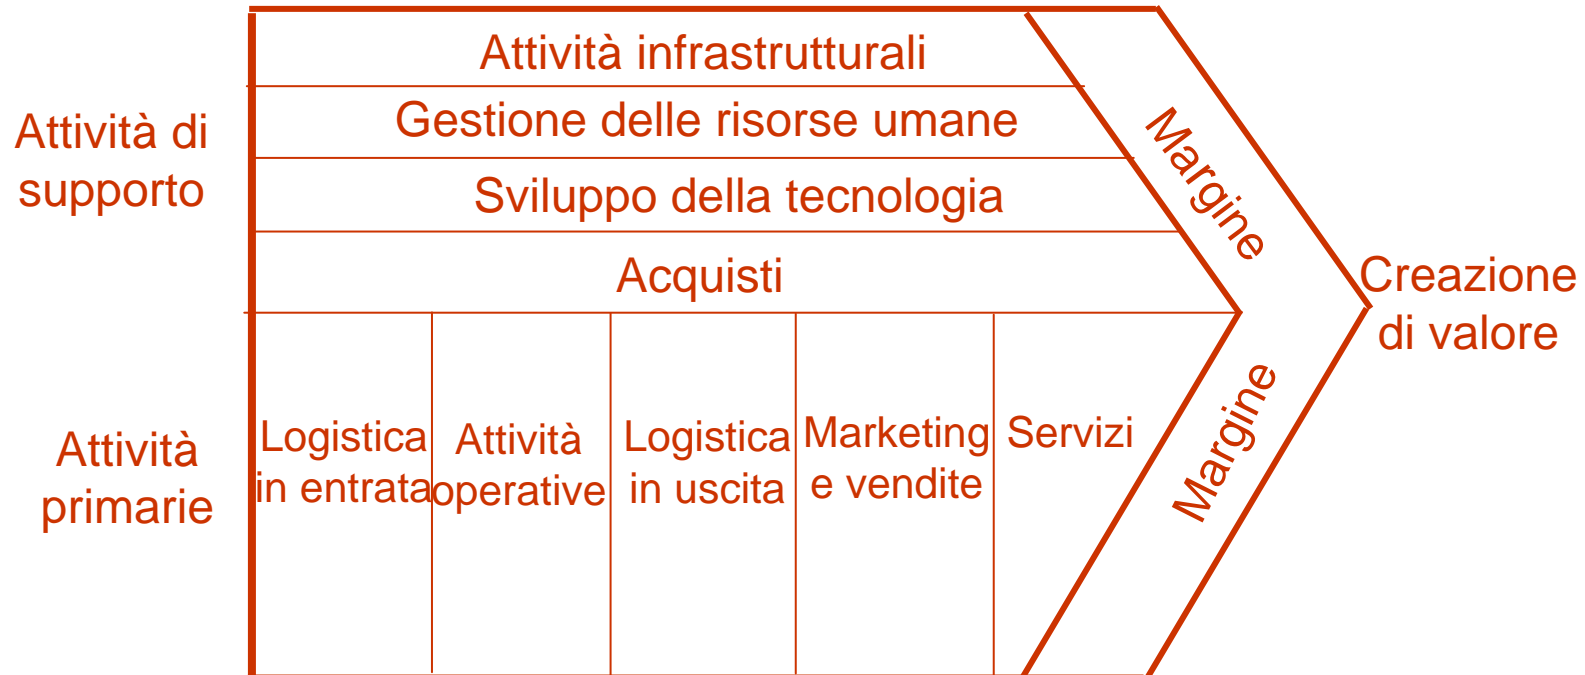 Attività infrastrutturali
Gestione delle risorse umane
Sviluppo della tecnologia
Acquisti
Attività di
supporto
Margine
Creazione
di valore
Attività
primarie
Logistica
in entrata
Attività
operative
Logistica
in uscita
Marketing
e vendite
Servizi
Margine